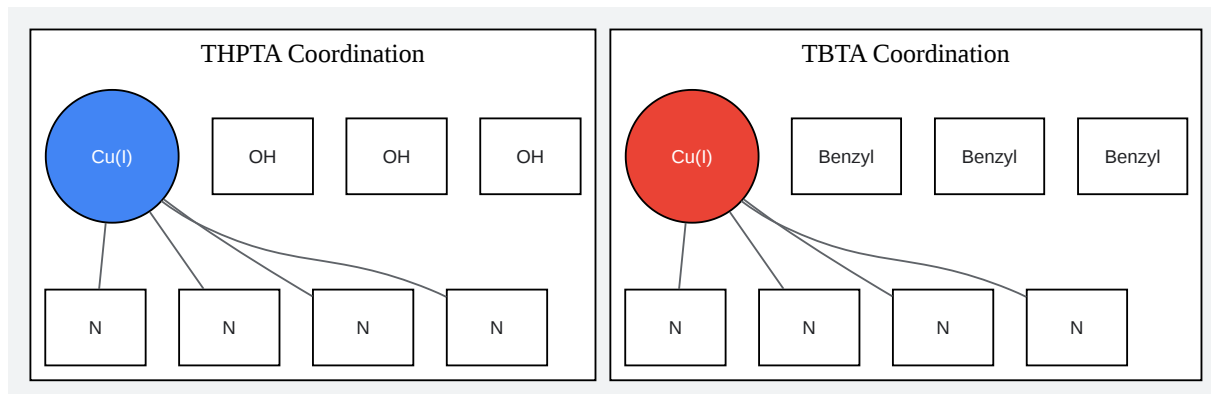 THPTA Coordination
Cu(I)
OH
OH
OH
N
N
N
N
TBTA Coordination
Cu(I)
Benzyl
Benzyl
Benzyl
N
N
N
N